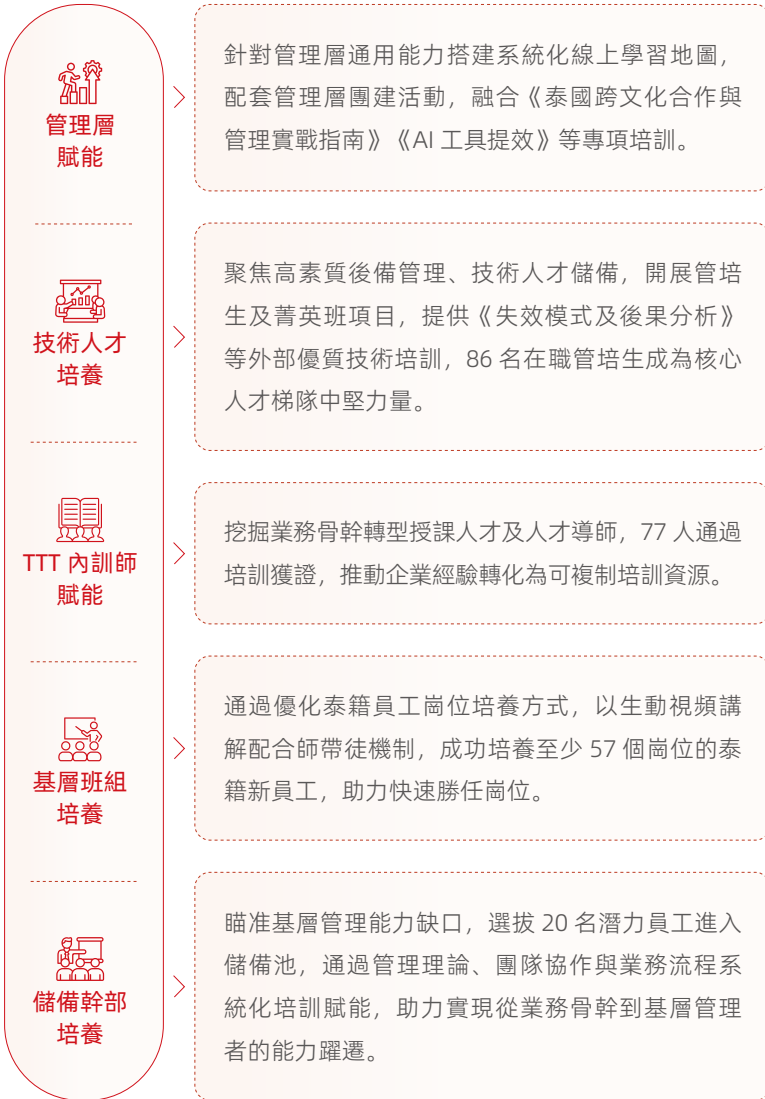 管理層
賦能
針對管理層通用能力搭建系統化線上學習地圖，
配套管理層團建活動，融合《泰國跨文化合作與
管理實戰指南》《AI 工具提效》等專項培訓。
技術人才
培養
聚焦高素質後備管理、技術人才儲備，開展管培
生及菁英班項目，提供《失效模式及後果分析》
等外部優質技術培訓，86 名在職管培生成為核心
人才梯隊中堅力量。
TTT 內訓師
賦能
挖掘業務骨幹轉型授課人才及人才導師，77 人通過
培訓獲證，推動企業經驗轉化為可複制培訓資源。
基層班組
培養
通過優化泰籍員工崗位培養方式，以生動視頻講
解配合師帶徒機制，成功培養至少 57 個崗位的泰
籍新員工，助力快速勝任崗位。
儲備幹部
培養
瞄准基層管理能力缺口，選拔 20 名潛力員工進入
儲備池，通過管理理論、團隊協作與業務流程系
統化培訓賦能，助力實現從業務骨幹到基層管理
者的能力躍遷。